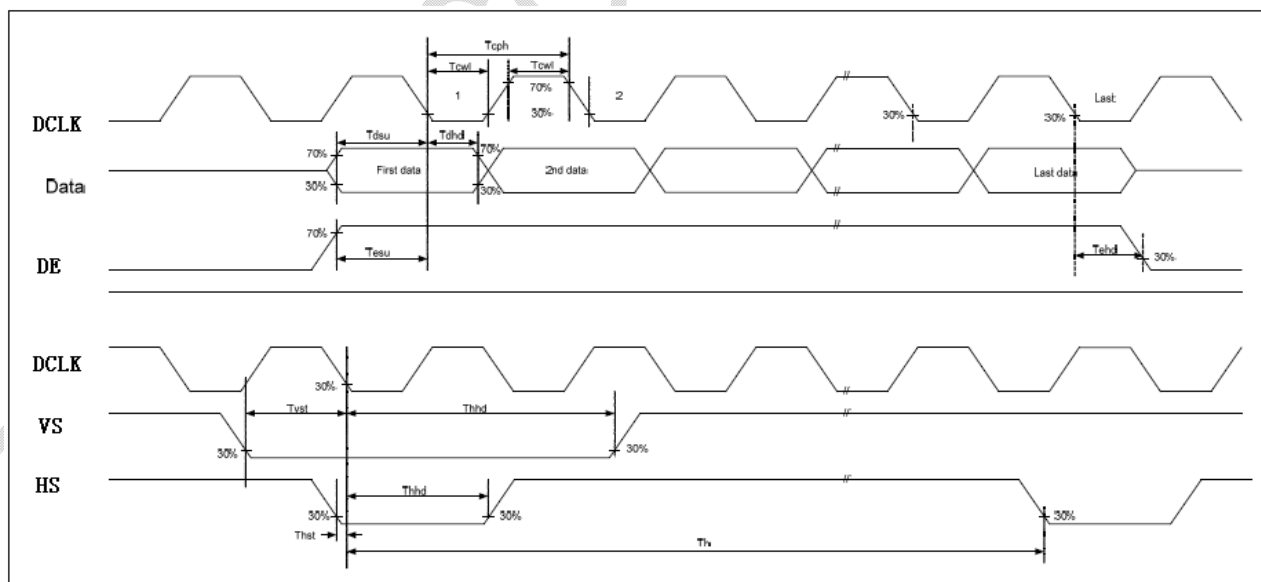 Tcph
Tcwl Tcwl
1 70% 2 Last
30% 30% 30%
DCLK
Tdsu Tdhd
70% 70%
First data 2nd data Last data
Data
30% 30%
70%
Tesu Tehd
DE 30%
DCLK
30%
Tvst Thhd
VS
30% 30%
HS
Thhd
30% 30% 30%
Thst
Th